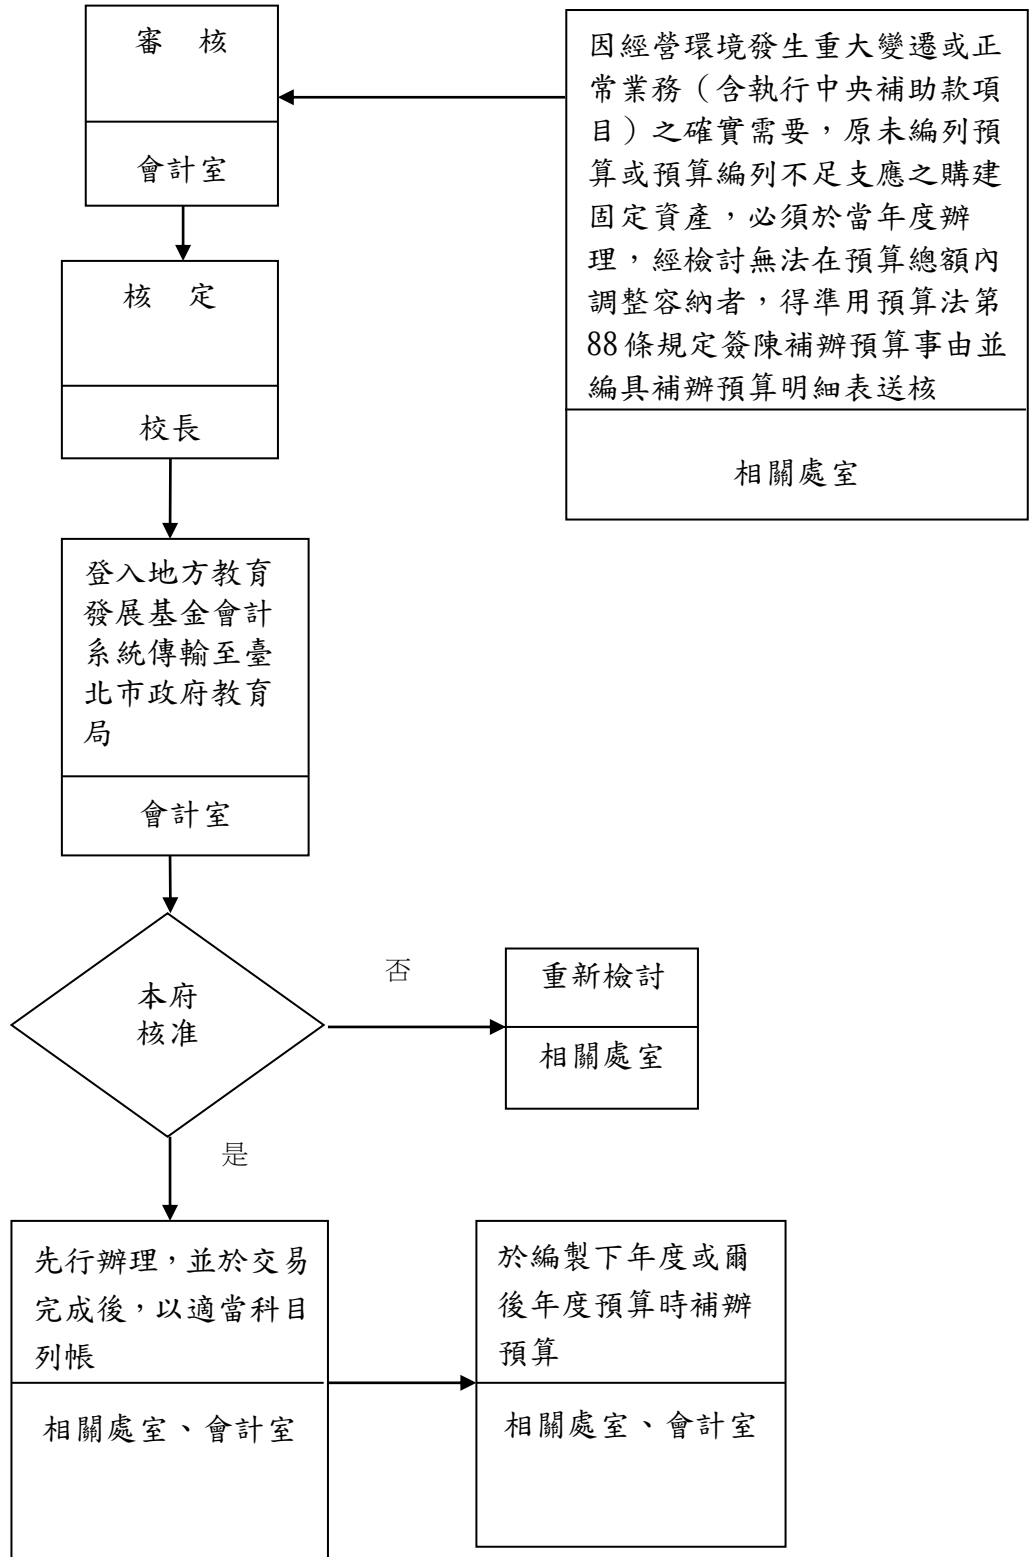 審 核
會計室
因經營環境發生重大變遷或正
常業務（含執行中央補助款項
目）之確實需要，原未編列預
算或預算編列不足支應之購建
固定資產，必須於當年度辦
理，經檢討無法在預算總額內
調整容納者，得準用預算法第
88條規定簽陳補辦預算事由並
編具補辦預算明細表送核
相關處室
核 定
校長
登入地方教育
發展基金會計
系統傳輸至臺
北市政府教育
局
會計室
本府
核准
否
重新檢討
相關處室
是
先行辦理，並於交易
完成後，以適當科目
列帳
相關處室、會計室
於編製下年度或爾
後年度預算時補辦
預算
相關處室、會計室